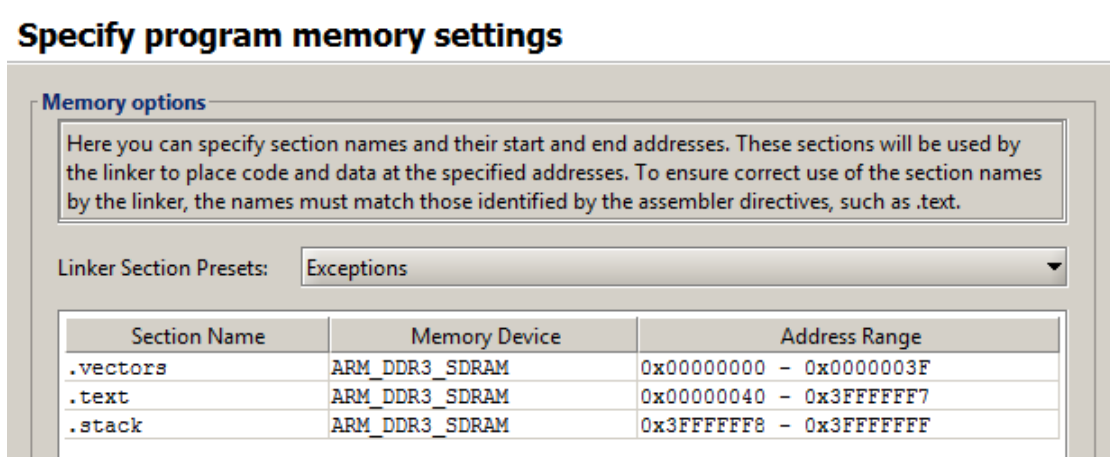 Specify program memory settings
Memory options
Here you can specify section names and their start and end addresses. These sections will be used by
the linker to place code and data at the specified addresses. To ensure correct use of the section names
by the linker, the names must match those identified by the assembler directives, such as .text.
Linker Section Presets: Exceptions
Section Name Memory Device Address Range
.vectors ARM_DDR3_SDRAM 0x00000000 - 0x0000003F
.text ARM_DDR3_SDRAM 0x00000040 - 0x3FFFFFF7
.stack ARM_DDR3_SDRAM 0x3FFFFFF8 - 0x3FFFFFFF